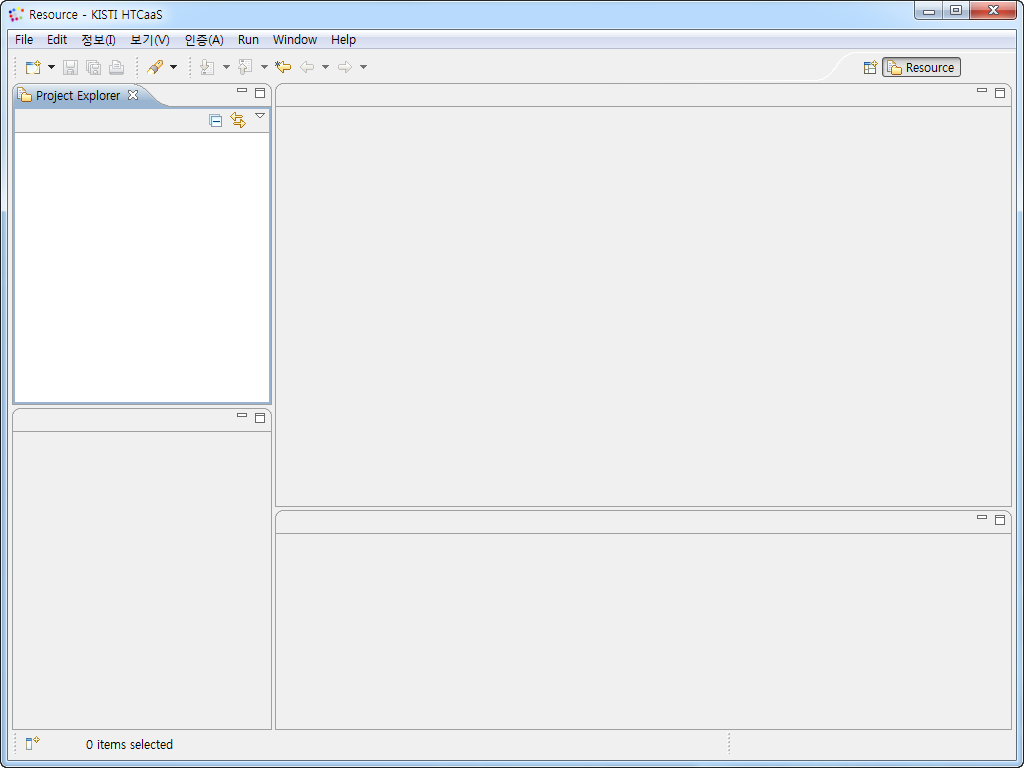 Resource - KISTI HTCaaS
File Edit 정보(I) 보기(V) 인증(A) Run Window Help
Resource
Project Explorer
0 items selected